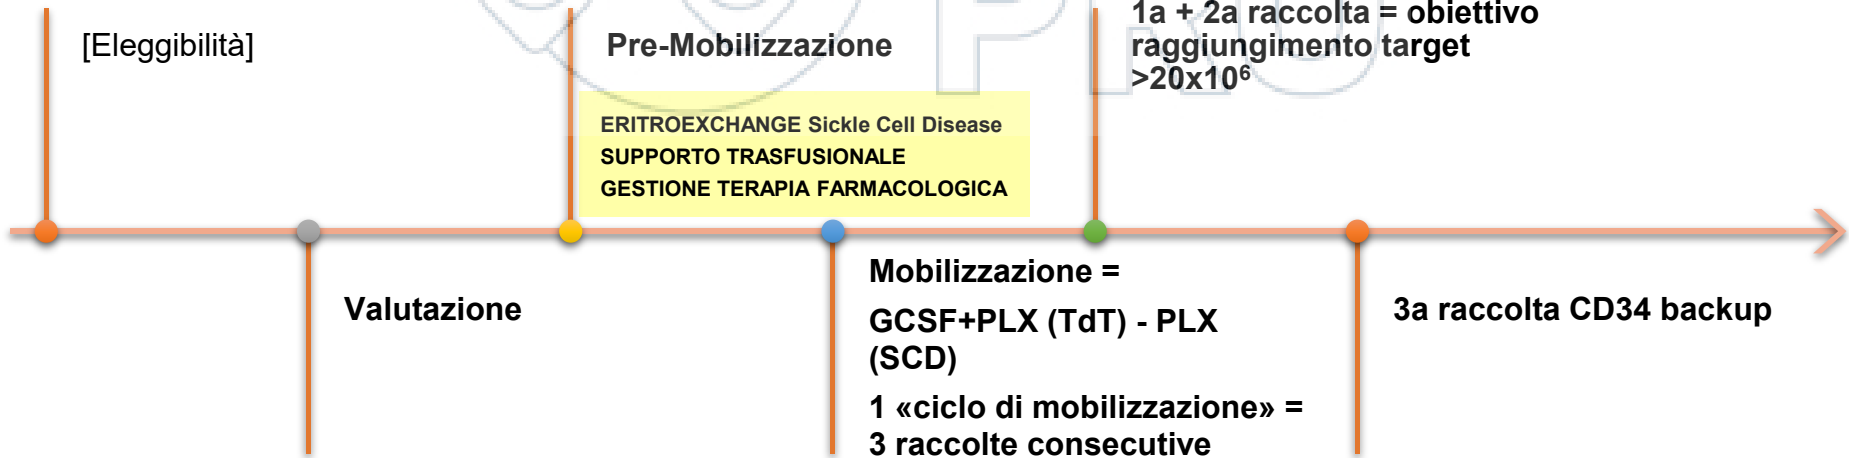 [Eleggibilità]
Pre-Mobilizzazione
1a + 2a raccolta = obiettivo
raggiungimento target
>20x10⁶
ERITROEXCHANGE Sickle Cell Disease
SUPPORTO TRASFUSIONALE
GESTIONE TERAPIA FARMACOLOGICA
Valutazione
Mobilizzazione =
GCSF+PLX (TdT) - PLX
(SCD)
1 «ciclo di mobilizzazione» =
3 raccolte consecutive
3a raccolta CD34 backup